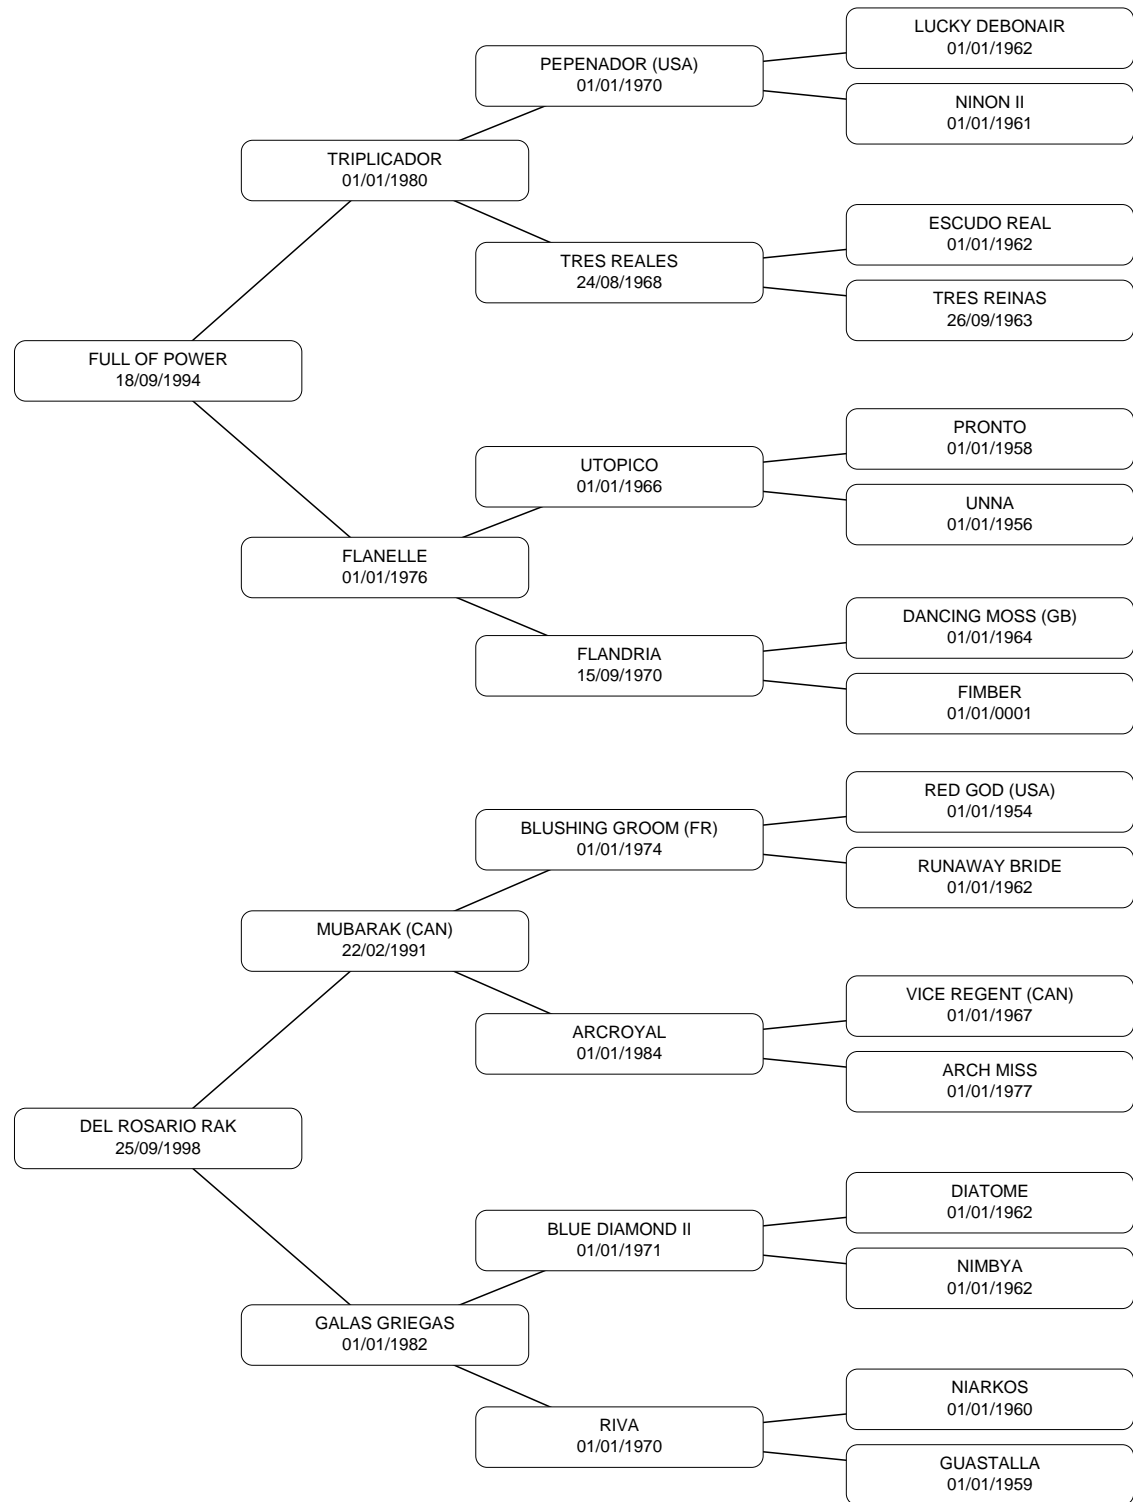 LUCKY DEBONAIR
01/01/1962
PEPENADOR (USA)
01/01/1970
NINON II
01/01/1961
TRIPLICADOR
01/01/1980
ESCUDO REAL
01/01/1962
TRES REALES
24/08/1968
TRES REINAS
26/09/1963
FULL OF POWER
18/09/1994
PRONTO
01/01/1958
UTOPICO
01/01/1966
UNNA
01/01/1956
FLANELLE
01/01/1976
DANCING MOSS (GB)
01/01/1964
FLANDRIA
15/09/1970
FIMBER
01/01/0001
RED GOD (USA)
01/01/1954
BLUSHING GROOM (FR)
01/01/1974
RUNAWAY BRIDE
01/01/1962
MUBARAK (CAN)
22/02/1991
VICE REGENT (CAN)
01/01/1967
ARCROYAL
01/01/1984
ARCH MISS
01/01/1977
DEL ROSARIO RAK
25/09/1998
DIATOME
01/01/1962
BLUE DIAMOND II
01/01/1971
NIMBYA
01/01/1962
GALAS GRIEGAS
01/01/1982
NIARKOS
01/01/1960
RIVA
01/01/1970
GUASTALLA
01/01/1959